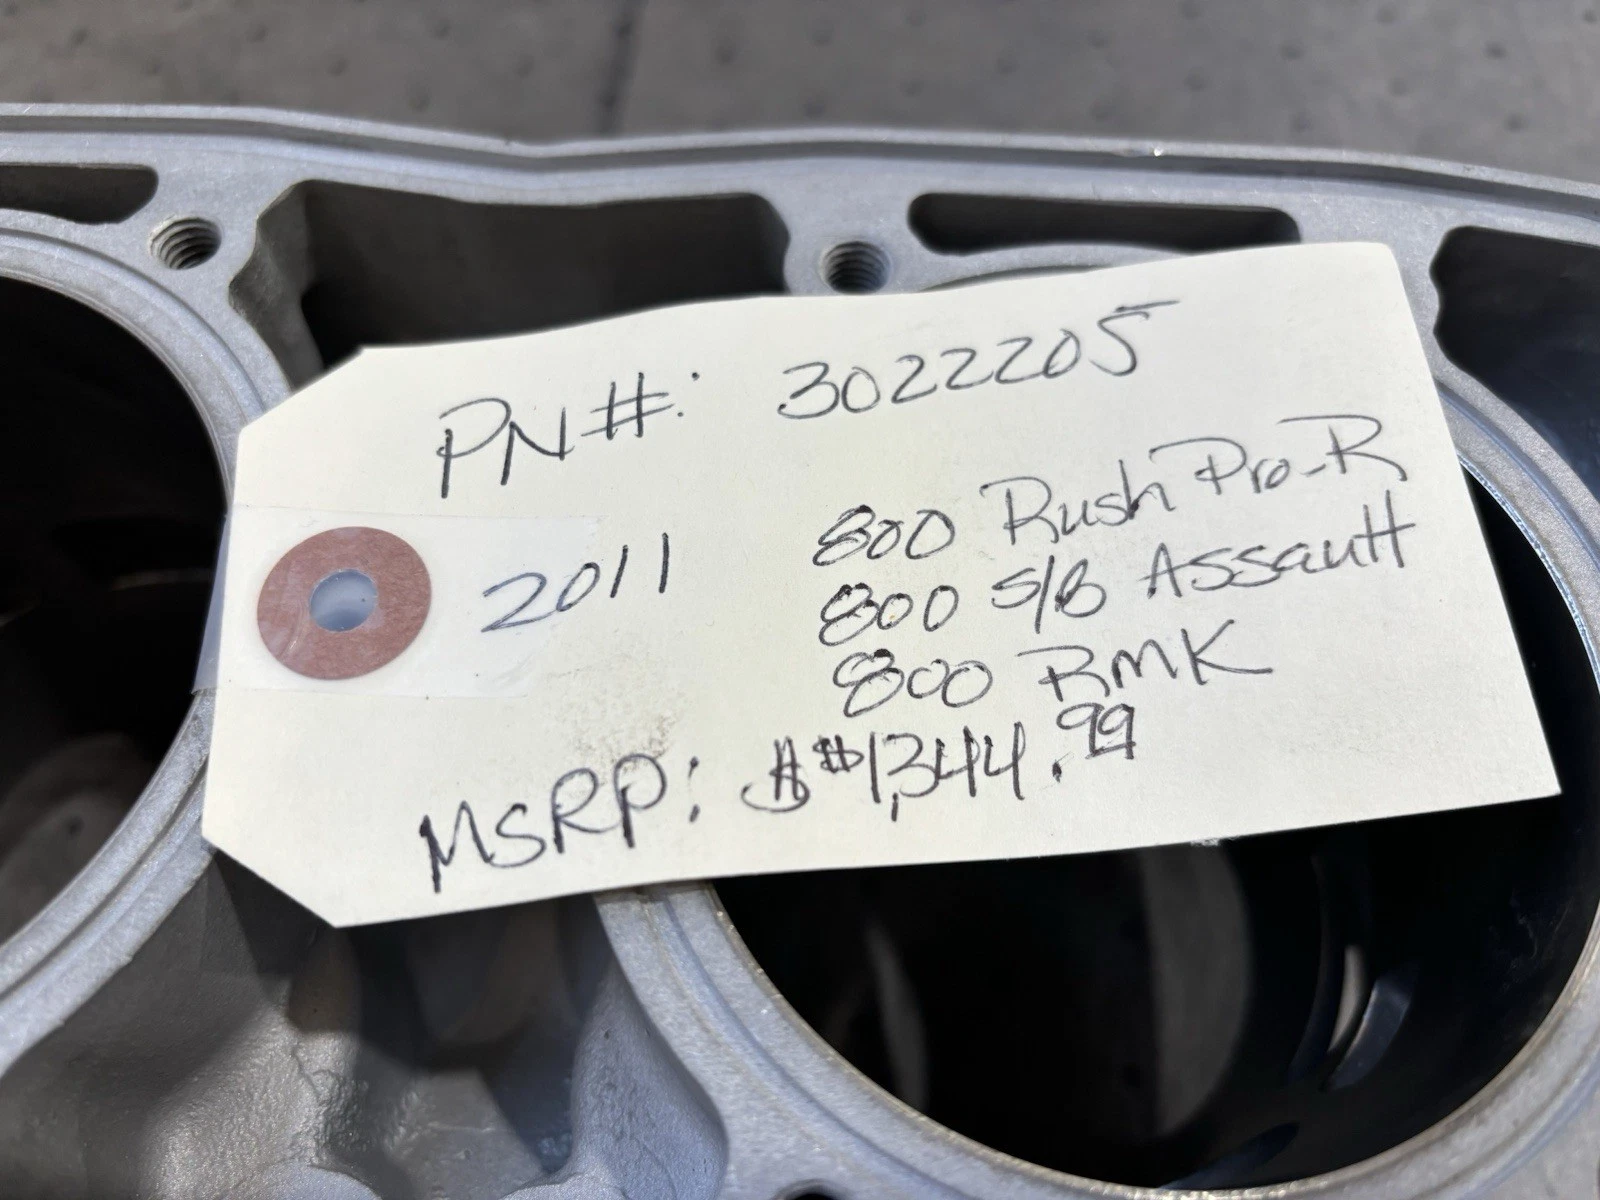 PN#: 3022205
800 Rush Pro-R
2011 800 S/B Assault
800 RMK
MSRP: $ $1,344.99